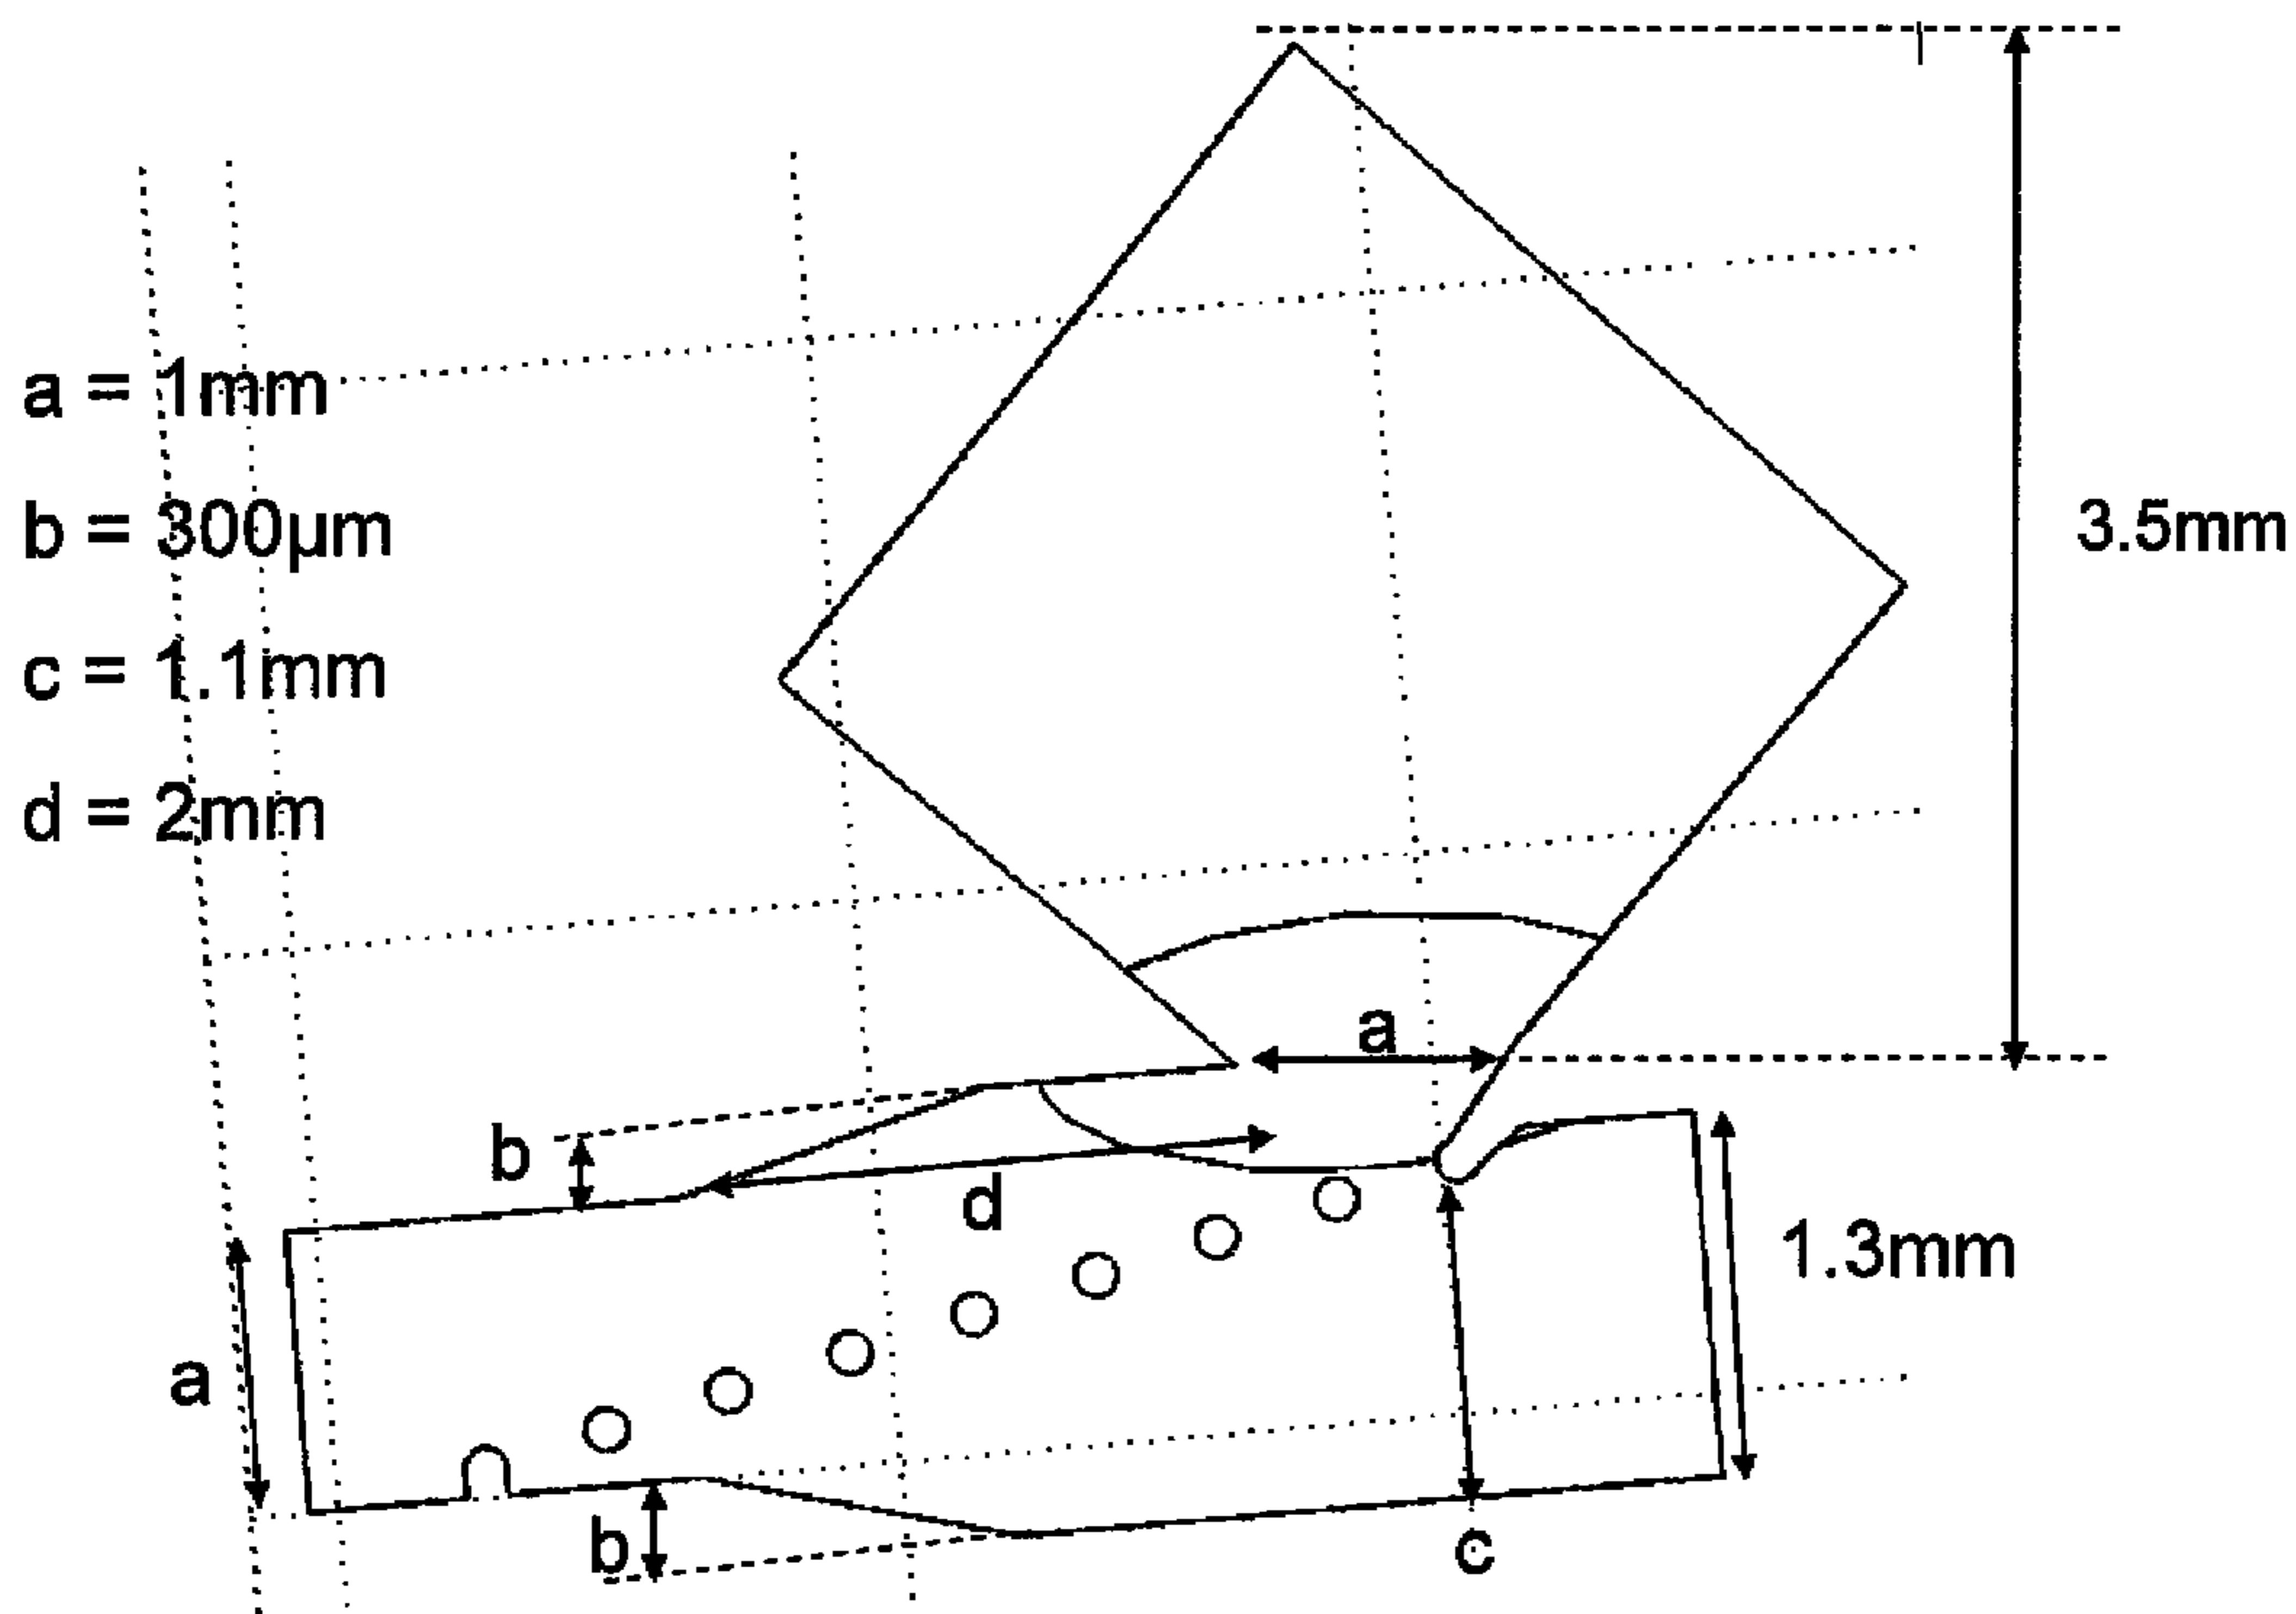 a = 1mm
b = 300µm
c = 1.1mm
d = 2mm
3.5mm
a
b
d
1.3mm
a
b
c